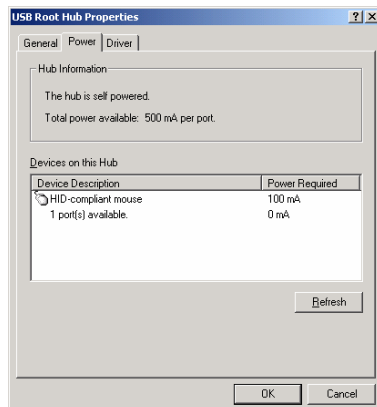 USB Root Hub Properties
General Power Driver
Hub Information
The hub is self powered.
Total power available: 500 mA per port.
Devices on this Hub
Device Description Power Required
HID-compliant mouse 100 mA
1 port(s) available. 0 mA
Refresh
OK Cancel